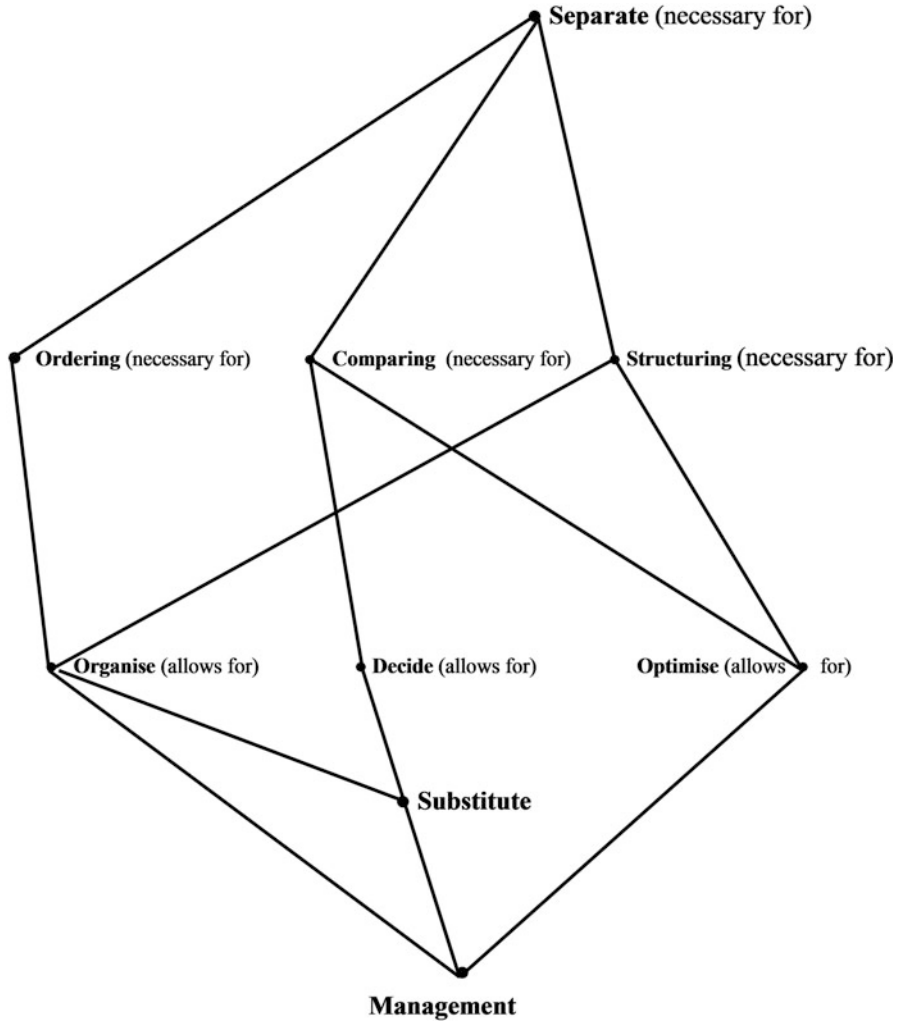 Separate (necessary for)
Ordering (necessary for)
Comparing (necessary for)
Structuring (necessary for)
Organise (allows for)
Decide (allows for)
Optimise (allows for)
Substitute
Management